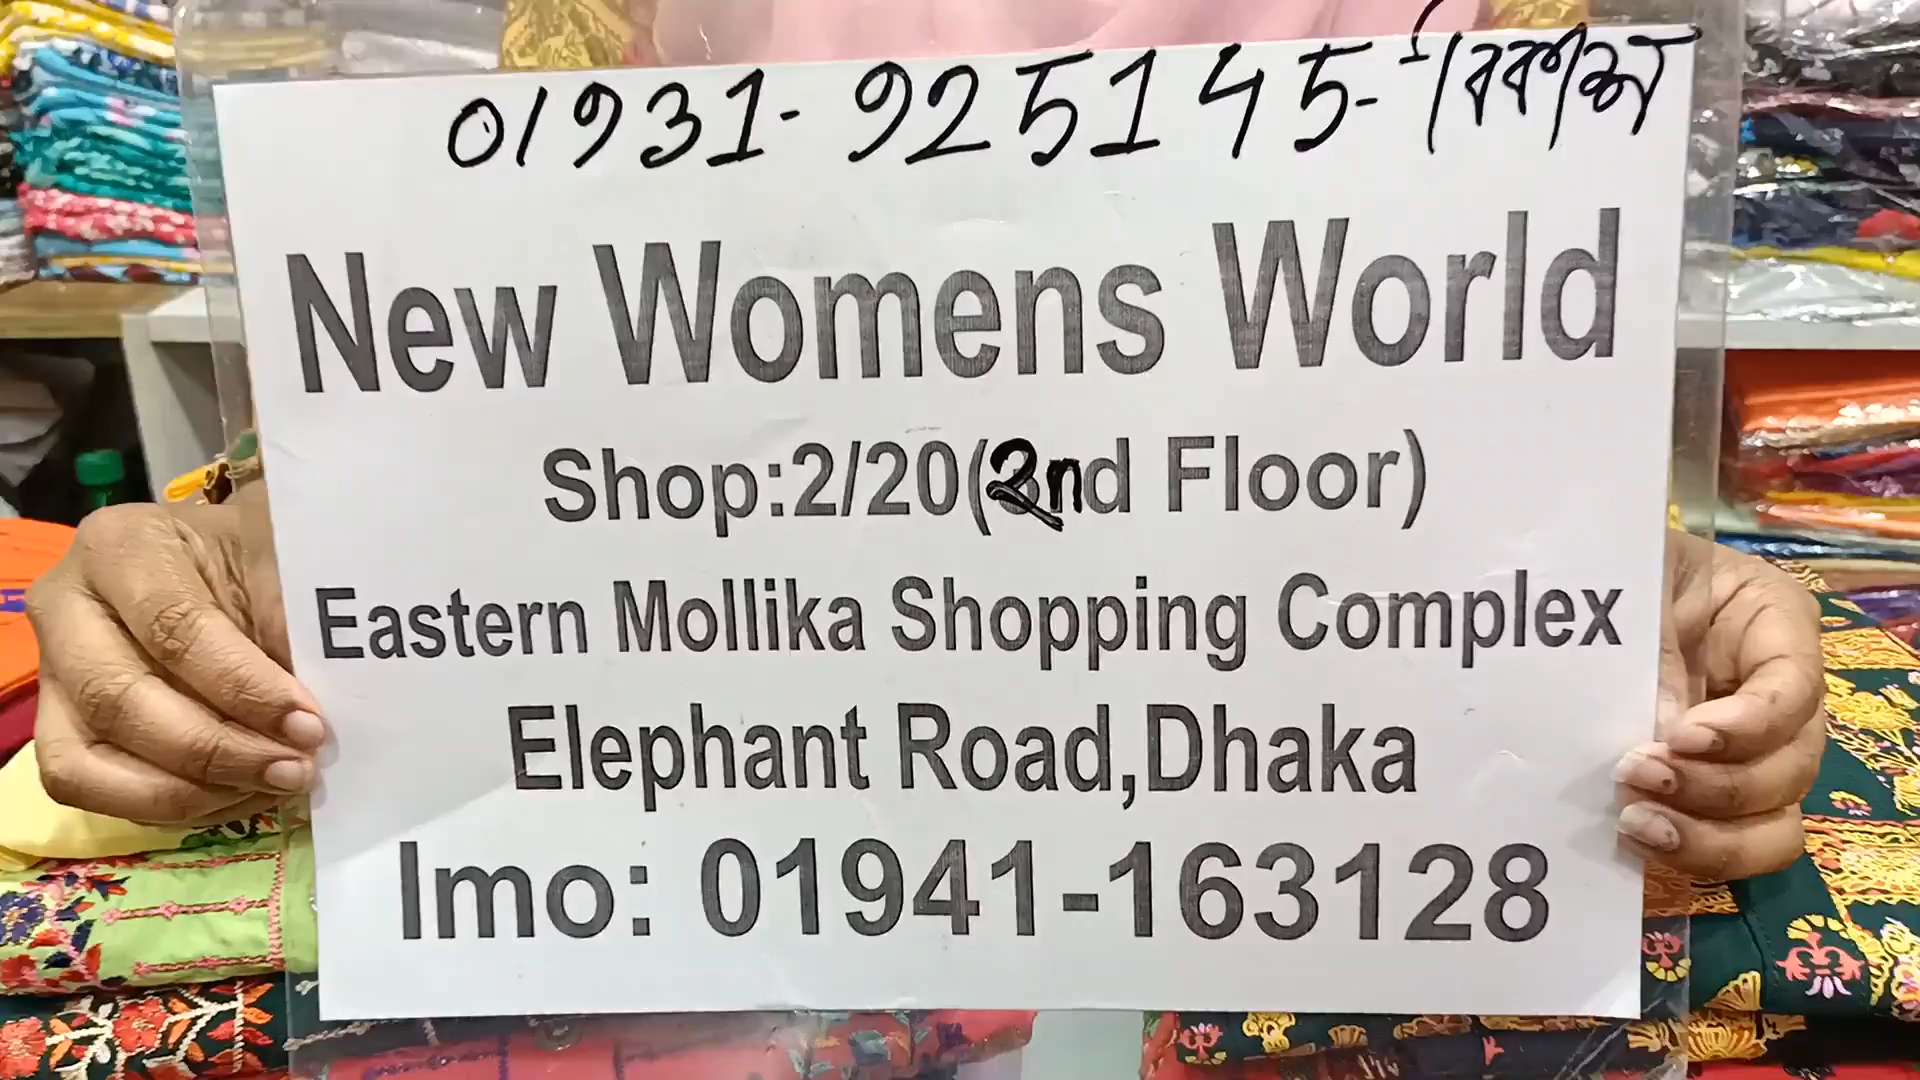 01931-925145-বিকাশ
New Womens World
Shop:2/20(2nd Floor)
Eastern Mollika Shopping Complex
Elephant Road,Dhaka
Imo: 01941-163128